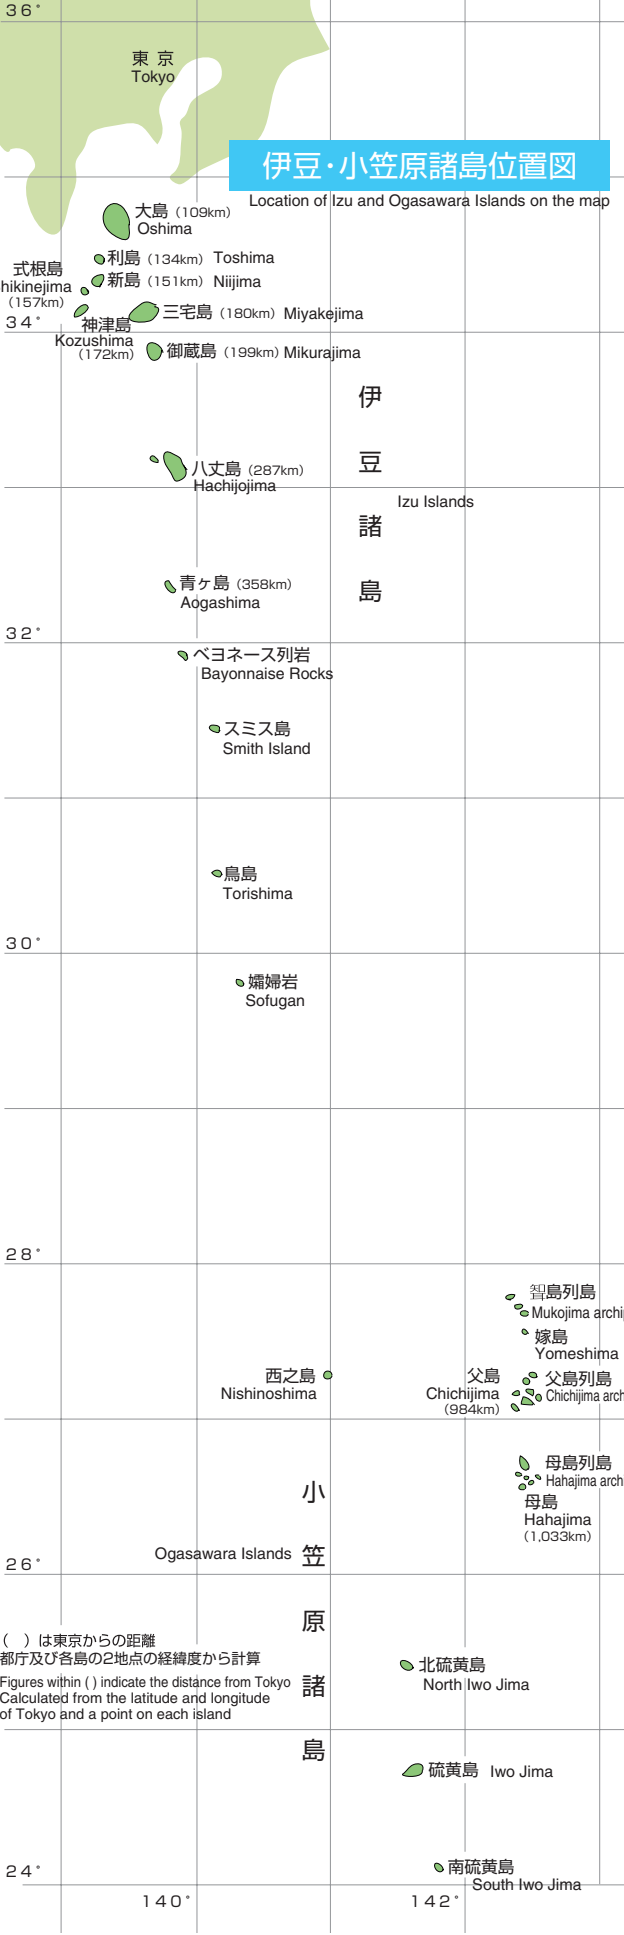 36°
東京
Tokyo
伊豆・小笠原諸島位置図
Location of Izu and Ogasawara Islands on the map
大島（109km）
Oshima
利島（134km） Toshima
式根島
hikinejima
（157km）
新島（151km） Niijima
三宅島（180km） Miyakejima
34°
神津島
Kozushima
（172km）
御蔵島（199km） Mikurajima
伊豆諸島
Izu Islands
八丈島（287km）
Hachijojima
青ヶ島（358km）
Aogashima
32°
ベヨネース列岩
Bayonnaise Rocks
スミス島
Smith Island
鳥島
Torishima
30°
孀婦岩
Sofugan
28°
聟島列島
Mukojima archi
嫁島
Yomeshima
西之島
Nishinoshima
父島
Chichijima
（984km）
父島列島
Chichijima arch
母島列島
Hahajima archi
母島
Hahajima
（1,033km）
小笠原諸島
Ogasawara Islands
26°
（　）は東京からの距離
都庁及び各島の2地点の経緯度から計算
Figures within ( ) indicate the distance from Tokyo
Calculated from the latitude and longitude
of Tokyo and a point on each island
北硫黄島
North Iwo Jima
硫黄島 Iwo Jima
24°
南硫黄島
South Iwo Jima
140°
142°